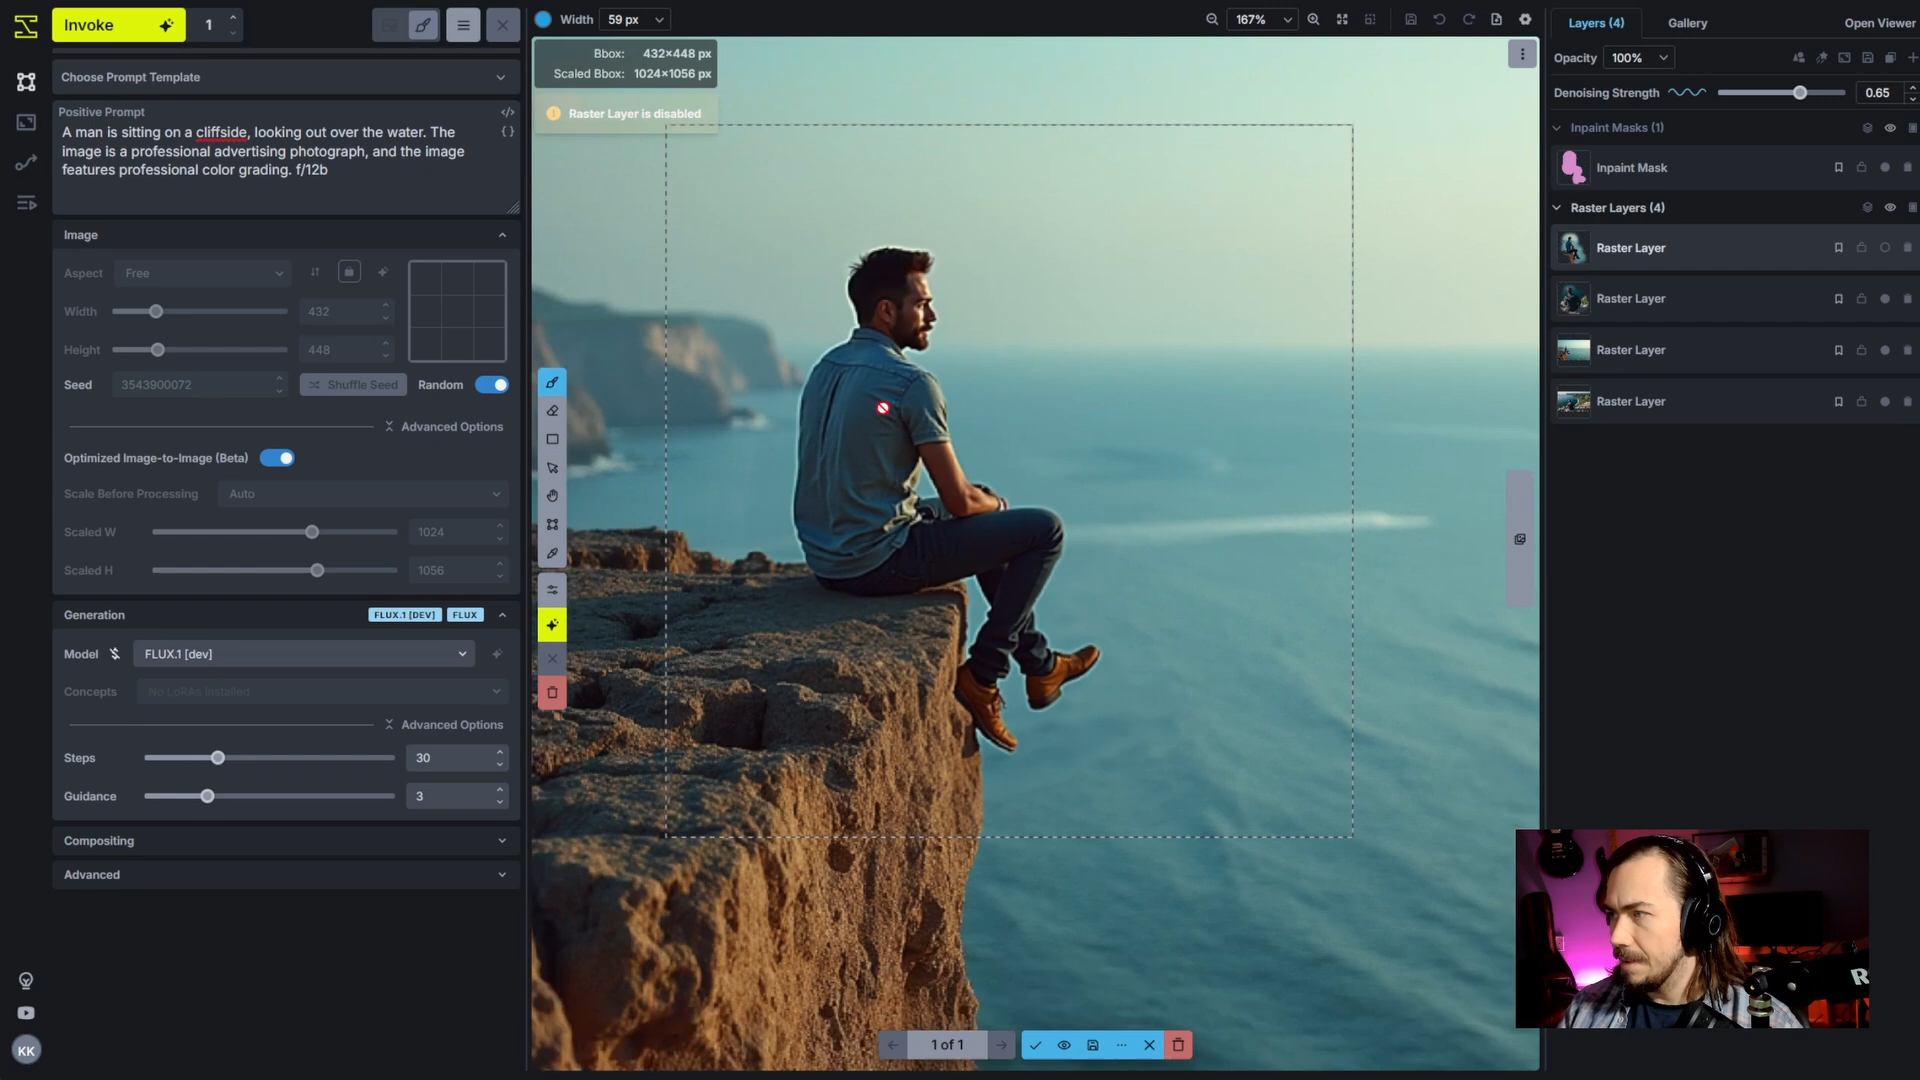 Invoke
1
Width
59 px
167%
Layers (4)
Gallery
Open Viewer
Choose Prompt Template
Bbox: 432×448 px
Scaled Bbox: 1024×1056 px
Opacity
100%
Denoising Strength
0.65
Positive Prompt
A man is sitting on a cliffside, looking out over the water. The
image is a professional advertising photograph, and the image
features professional color grading. f/12b
Raster Layer is disabled
Inpaint Masks (1)
Inpaint Mask
Raster Layers (4)
Raster Layer
Raster Layer
Raster Layer
Raster Layer
Image
Aspect
Free
Width
432
Height
448
Seed
3543900072
Shuffle Seed
Random
Advanced Options
Optimized Image-to-Image (Beta)
Scale Before Processing
Auto
Scaled W
1024
Scaled H
1056
Generation
FLUX.1 [DEV]
FLUX
Model
FLUX.1 [dev]
Concepts
No LoRAs Installed
Advanced Options
Steps
30
Guidance
3
Compositing
Advanced
KK
1 of 1
R